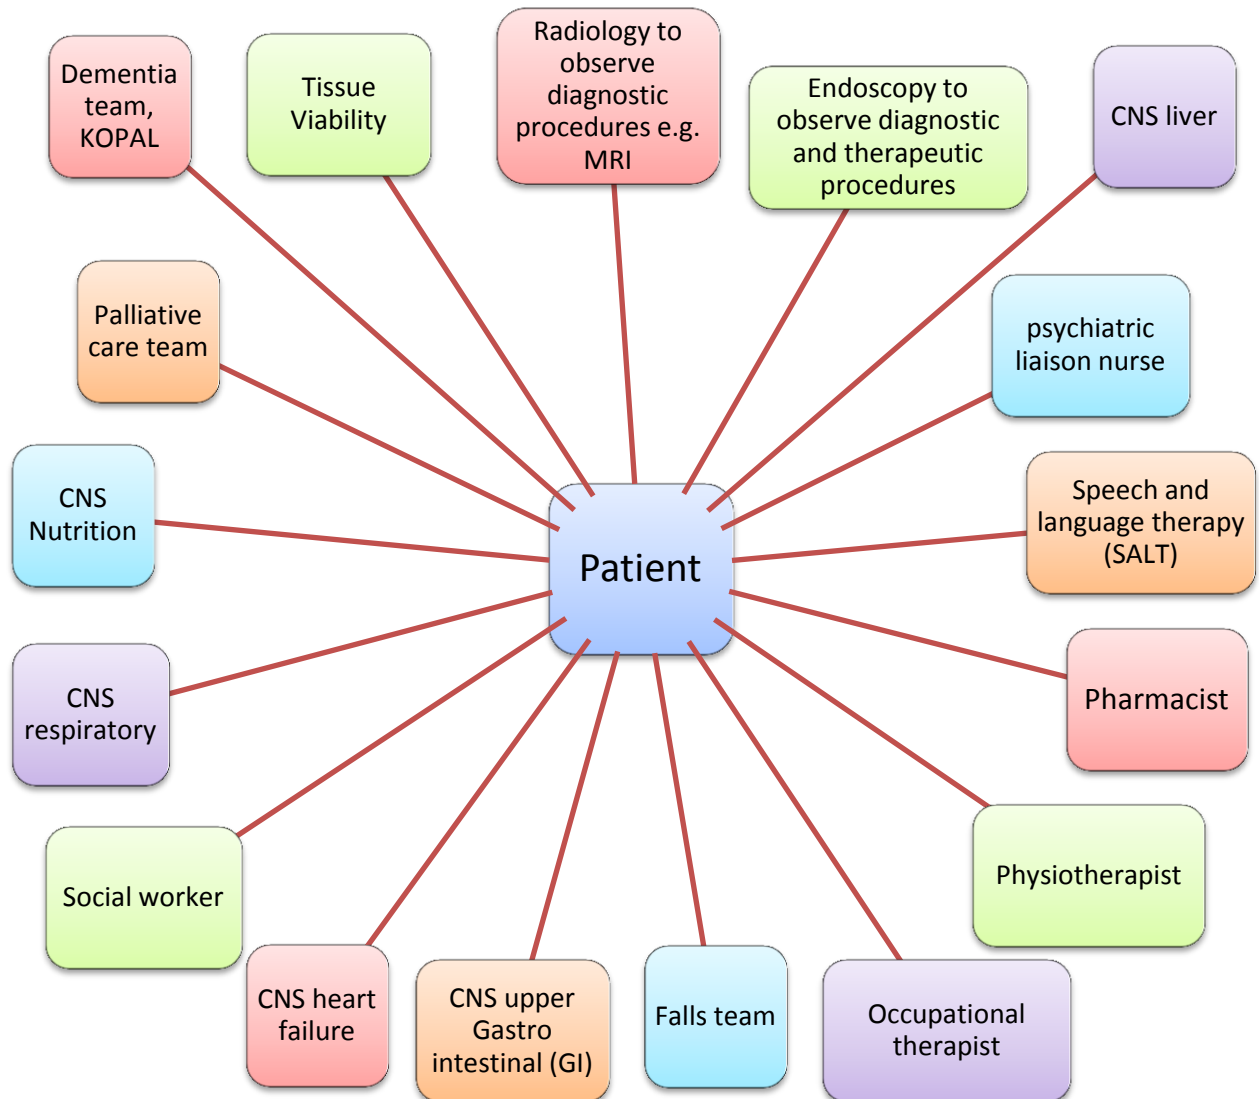 Dementia
team,
KOPAL
Tissue
Viability
Radiology to
observe
diagnostic
procedures e.g.
MRI
Endoscopy to
observe diagnostic
and therapeutic
procedures
CNS liver
Palliative
care team
psychiatric
liaison nurse
CNS
Nutrition
Patient
Speech and
language therapy
(SALT)
CNS
respiratory
Pharmacist
Social worker
Physiotherapist
CNS heart
failure
CNS upper
Gastro
intestinal (GI)
Falls team
Occupational
therapist